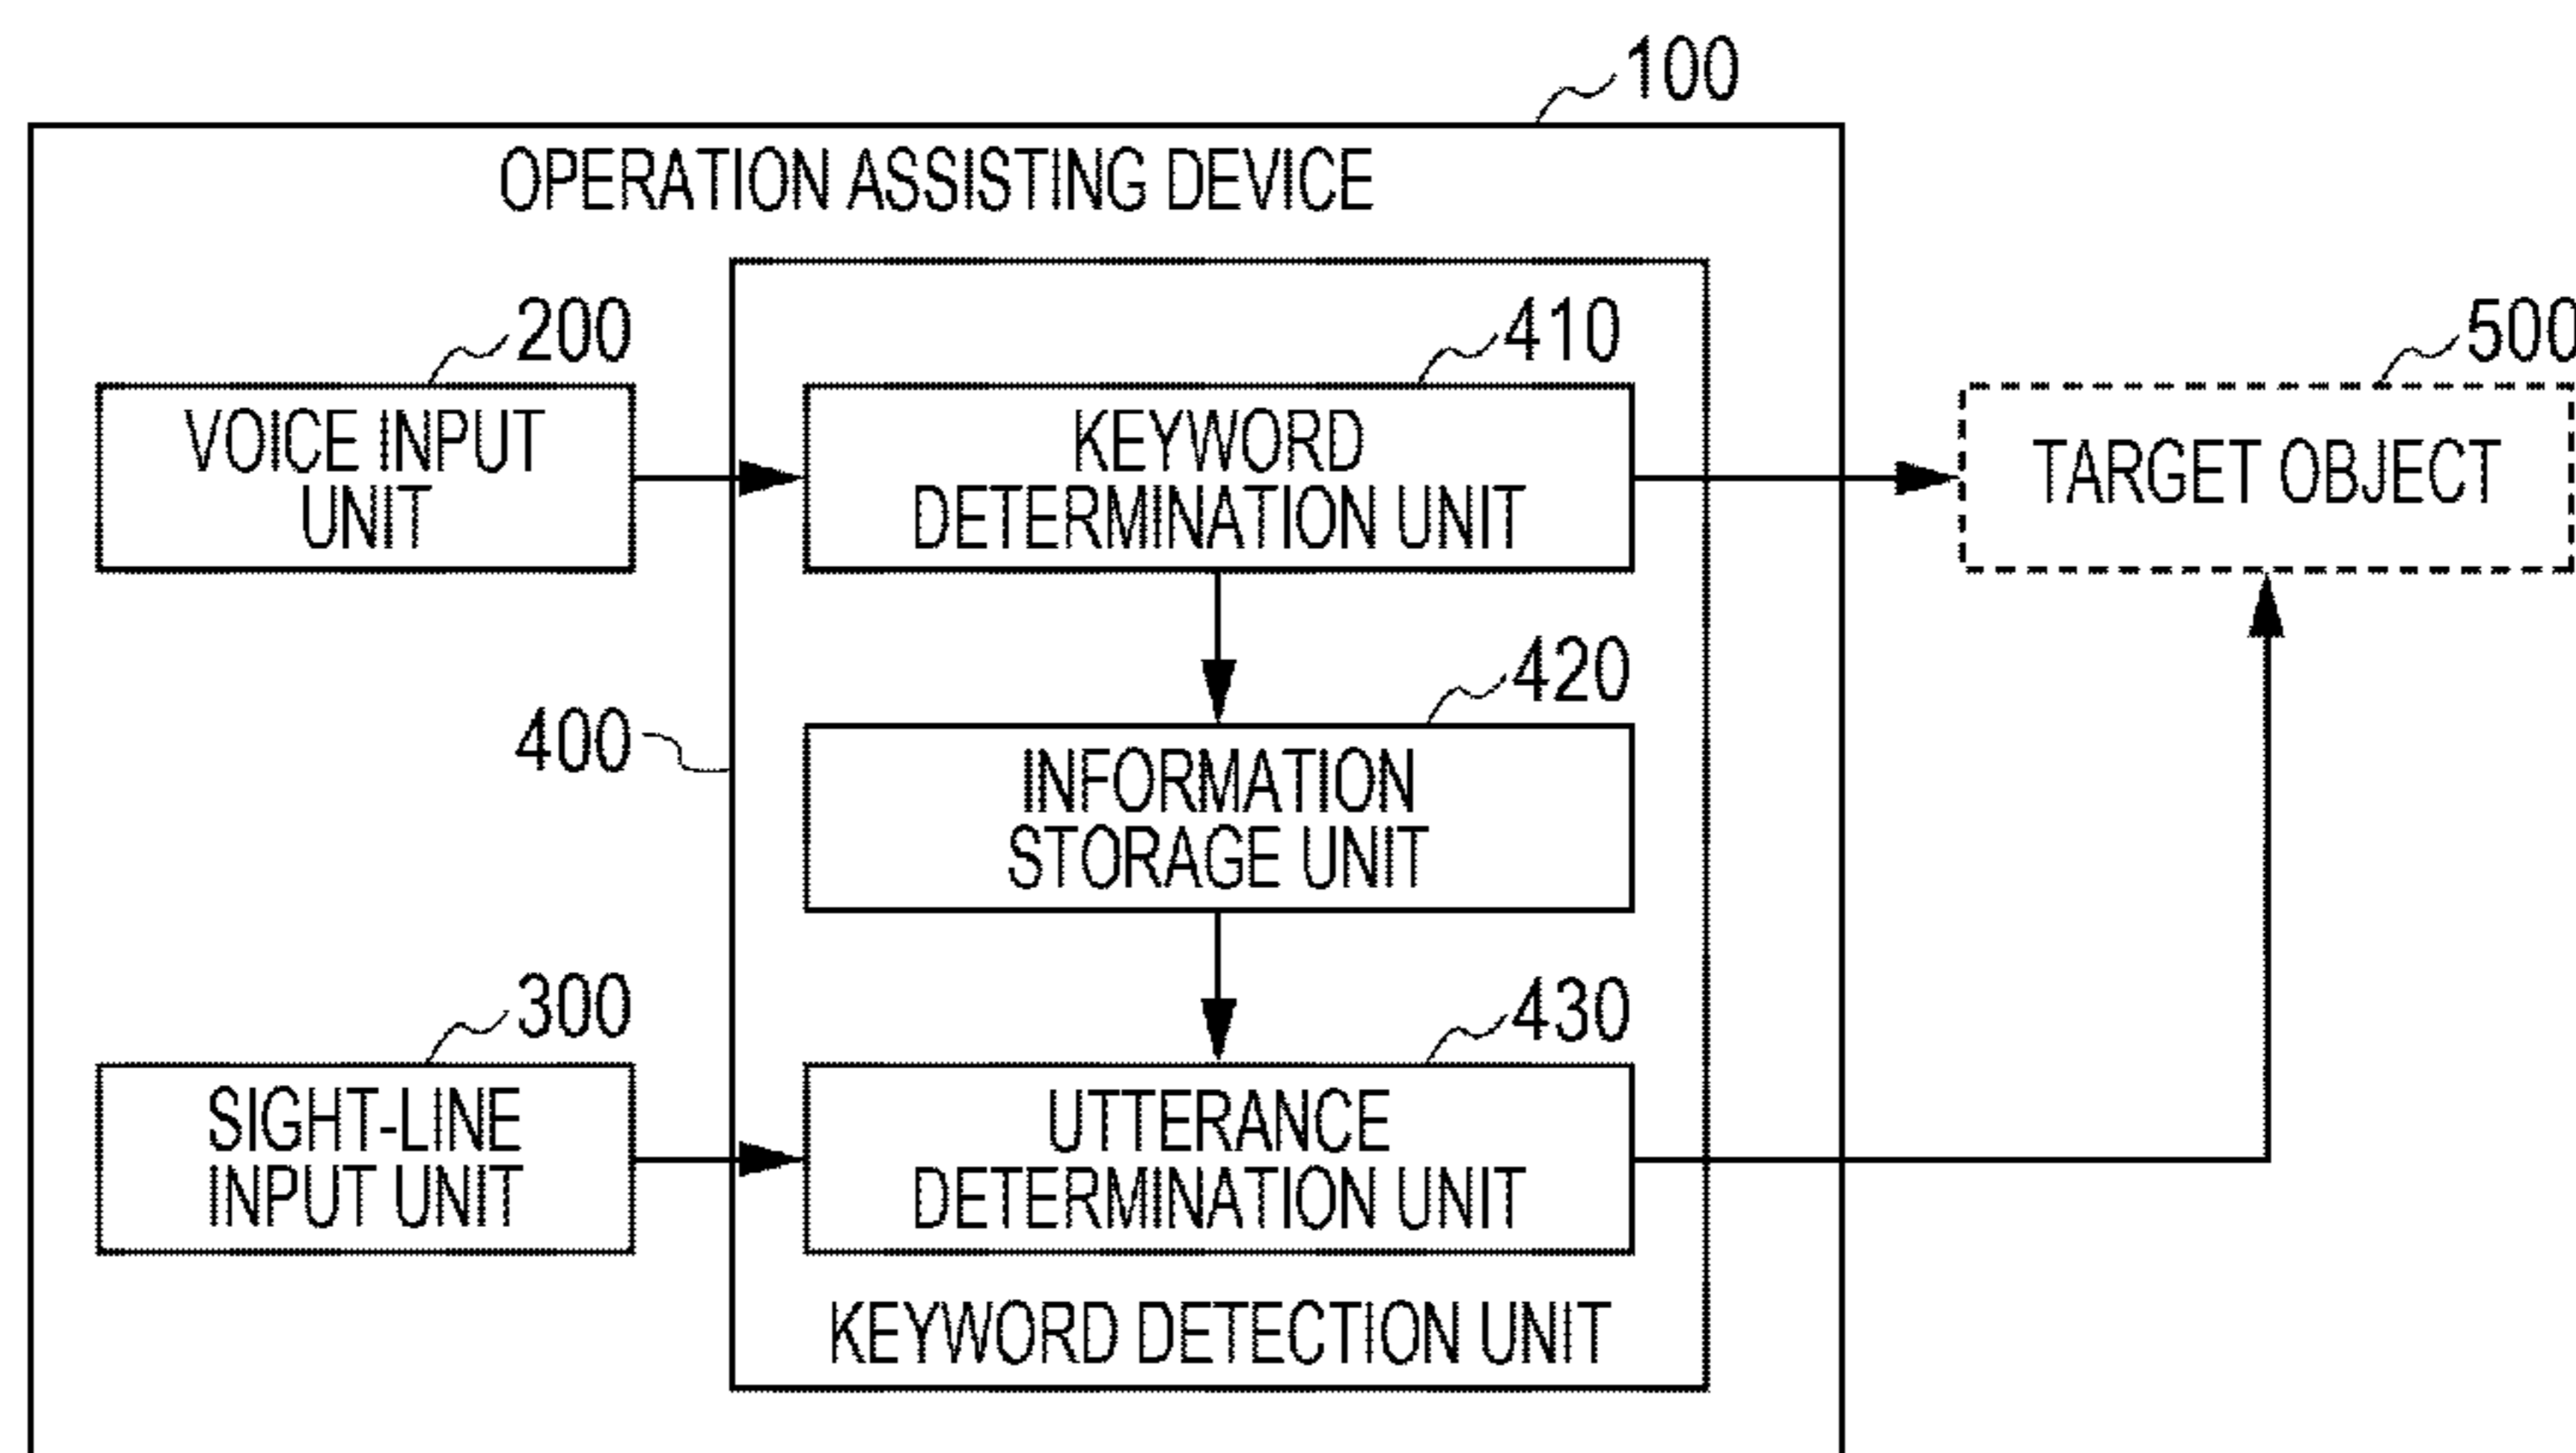 100
OPERATION ASSISTING DEVICE
200
410
500
VOICE INPUT
UNIT
KEYWORD
DETERMINATION UNIT
TARGET OBJECT
420
400
INFORMATION
STORAGE UNIT
300
430
SIGHT-LINE
INPUT UNIT
UTTERANCE
DETERMINATION UNIT
KEYWORD DETECTION UNIT